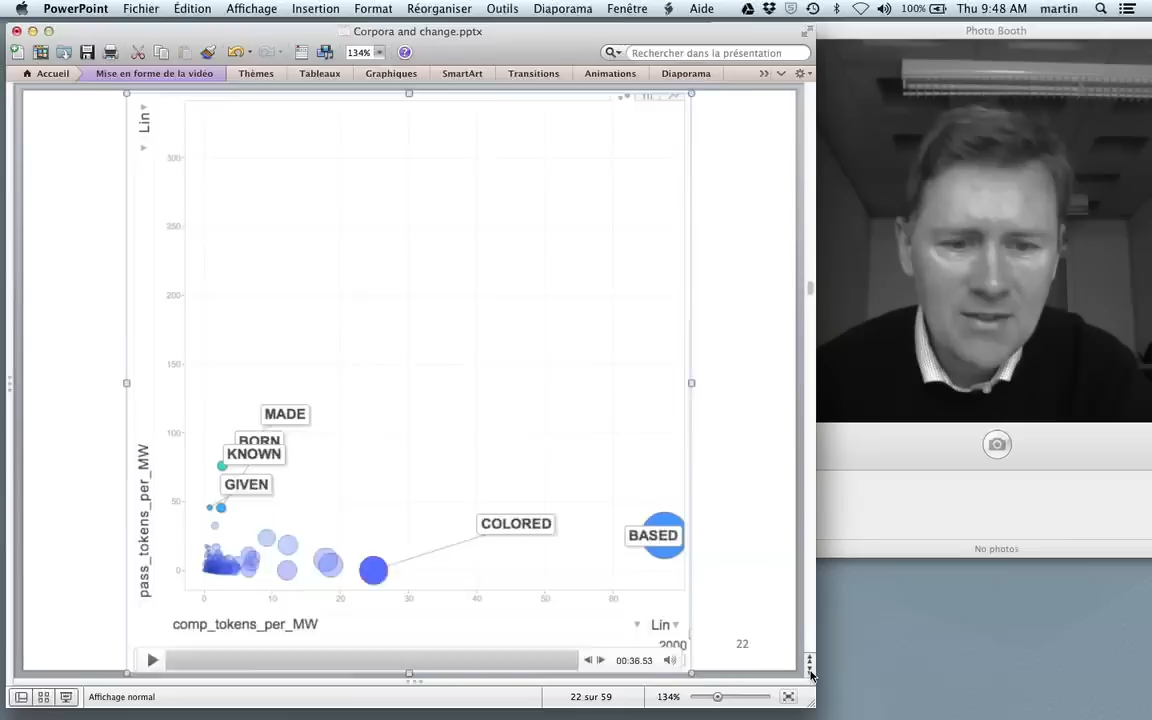 PowerPoint Fichier Édition Affichage Insertion Format Réorganiser Outils Diaporama Fenêtre Aide 100% Thu 9:48 AM martin
Corpora and change.pptx
Photo Booth
134% Rechercher dans la présentation
Accueil Mise en forme de la vidéo Thèmes Tableaux Graphiques SmartArt Transitions Animations Diaporama
Lin
300
250
200
150
MADE
100
BORN
KNOWN
GIVEN
50
COLORED
BASED
0
pass_tokens_per_MW
0 10 20 30 40 50 60
comp_tokens_per_MW
Lin
2000
22
00:36.53
No photos
Affichage normal 22 sur 59 134%